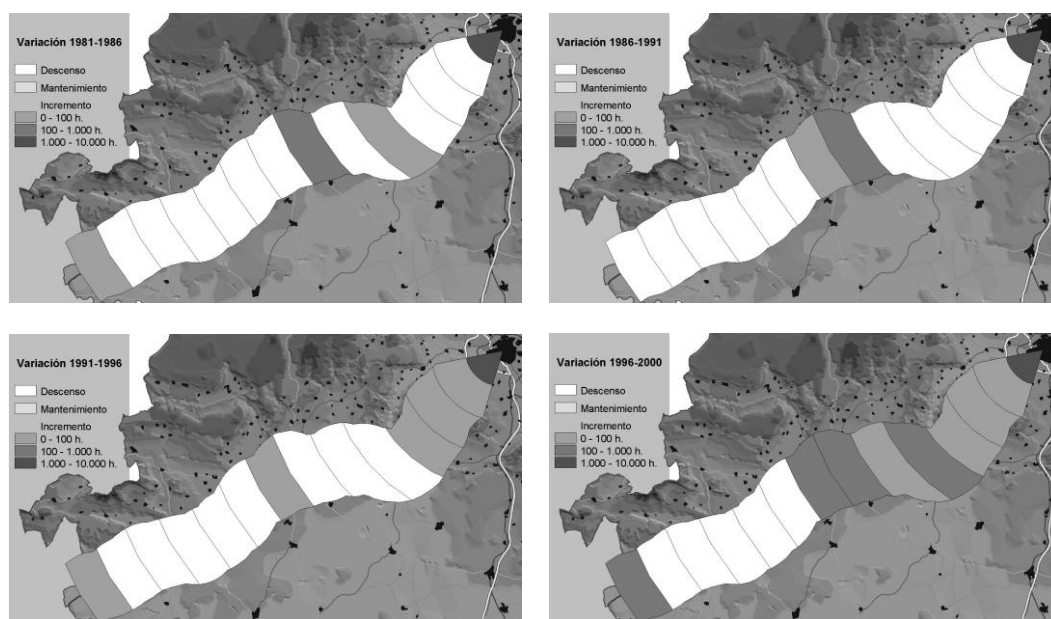 Variación 1981-1986
Descenso
Mantenimiento
Incremento
0 - 100 h.
100 - 1.000 h.
1.000 - 10.000 h.
Variación 1986-1991
Descenso
Mantenimiento
Incremento
0 - 100 h.
100 - 1.000 h.
1.000 - 10.000 h.
Variación 1991-1996
Descenso
Mantenimiento
Incremento
0 - 100 h.
100 - 1.000 h.
1.000 - 10.000 h.
Variación 1996-2000
Descenso
Mantenimiento
Incremento
0 - 100 h.
100 - 1.000 h.
1.000 - 10.000 h.